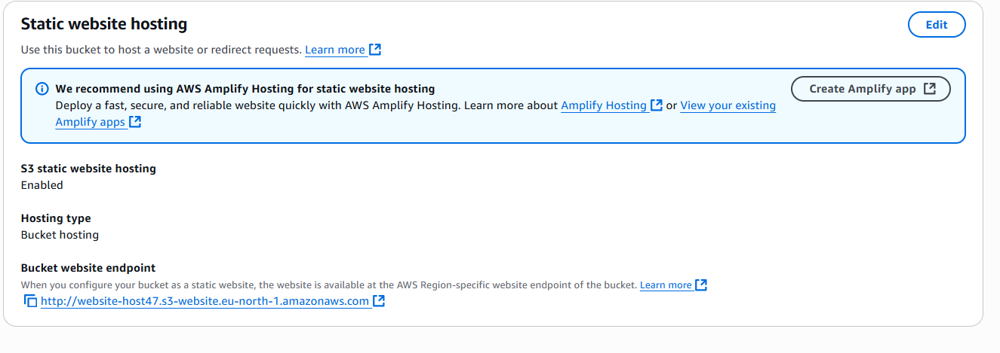 Static website hosting
Edit
Use this bucket to host a website or redirect requests. Learn more
We recommend using AWS Amplify Hosting for static website hosting
Create Amplify app
Deploy a fast, secure, and reliable website quickly with AWS Amplify Hosting. Learn more about Amplify Hosting or View your existing
Amplify apps
S3 static website hosting
Enabled
Hosting type
Bucket hosting
Bucket website endpoint
When you configure your bucket as a static website, the website is available at the AWS Region-specific website endpoint of the bucket. Learn more
http://website-host47.s3-website.eu-north-1.amazonaws.com